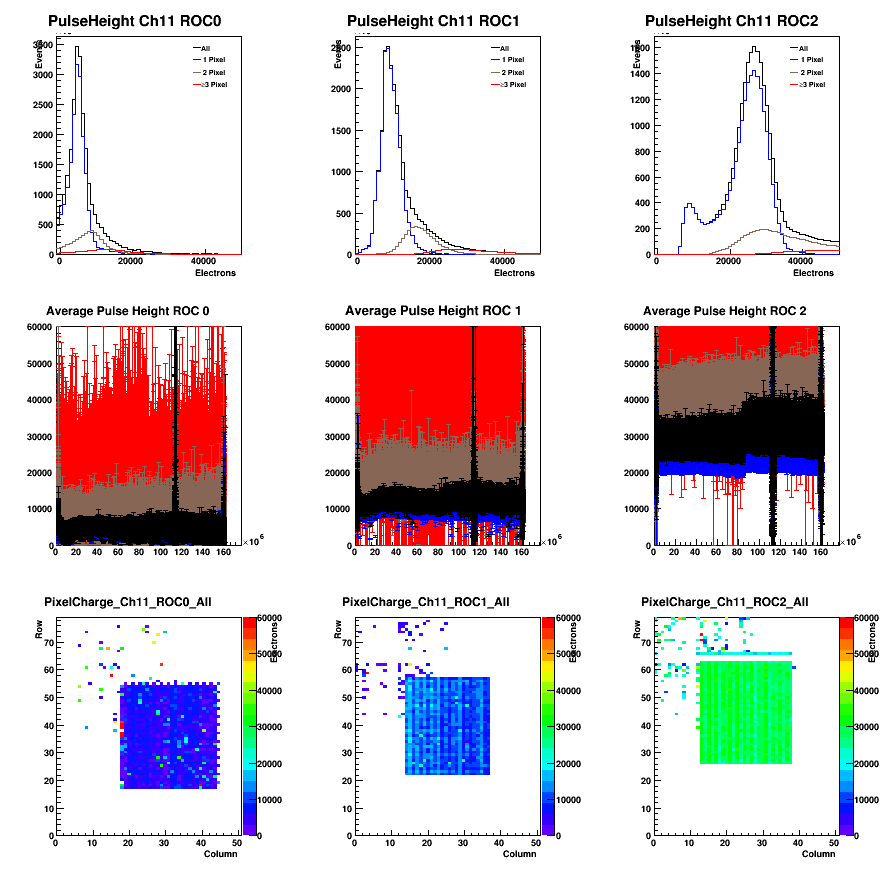 PulseHeight Ch11 ROC0
PulseHeight Ch11 ROC1
PulseHeight Ch11 ROC2
Events
3500
3000
2500
2000
1500
1000
500
0
0
20000
40000
Electrons
All
1 Pixel
2 Pixel
≥3 Pixel
Events
2500
2000
1500
1000
500
0
0
20000
40000
Electrons
All
1 Pixel
2 Pixel
≥3 Pixel
Events
1600
1400
1200
1000
800
600
400
200
0
0
20000
40000
Electrons
All
1 Pixel
2 Pixel
≥3 Pixel
Average Pulse Height ROC 0
Average Pulse Height ROC 1
Average Pulse Height ROC 2
60000
50000
40000
30000
20000
10000
0
0 20 40 60 80 100 120 140 160
×10^6
60000
50000
40000
30000
20000
10000
0
0 20 40 60 80 100 120 140 160
×10^6
60000
50000
40000
30000
20000
10000
0
0 20 40 60 80 100 120 140 160
×10^6
PixelCharge_Ch11_ROC0_All
PixelCharge_Ch11_ROC1_All
PixelCharge_Ch11_ROC2_All
Row
70
60
50
40
30
20
10
0
0 10 20 30 40 50
Column
60000
50000
40000
30000
20000
10000
0
Electrons
Row
70
60
50
40
30
20
10
0
0 10 20 30 40 50
Column
60000
50000
40000
30000
20000
10000
0
Electrons
Row
70
60
50
40
30
20
10
0
0 10 20 30 40 50
Column
60000
50000
40000
30000
20000
10000
0
Electrons